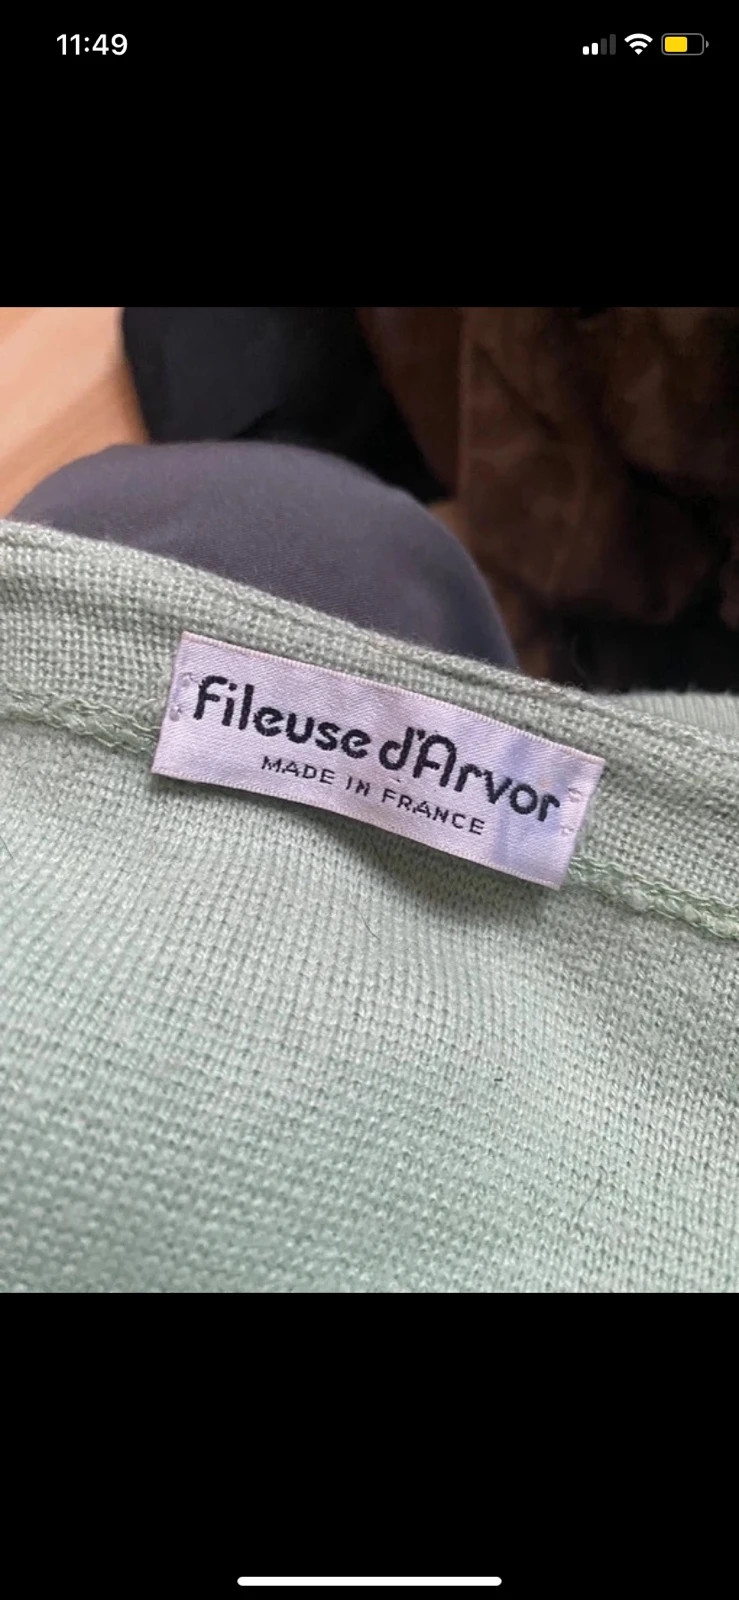 11:49
Fileuse d'Arvor
MADE IN FRANCE